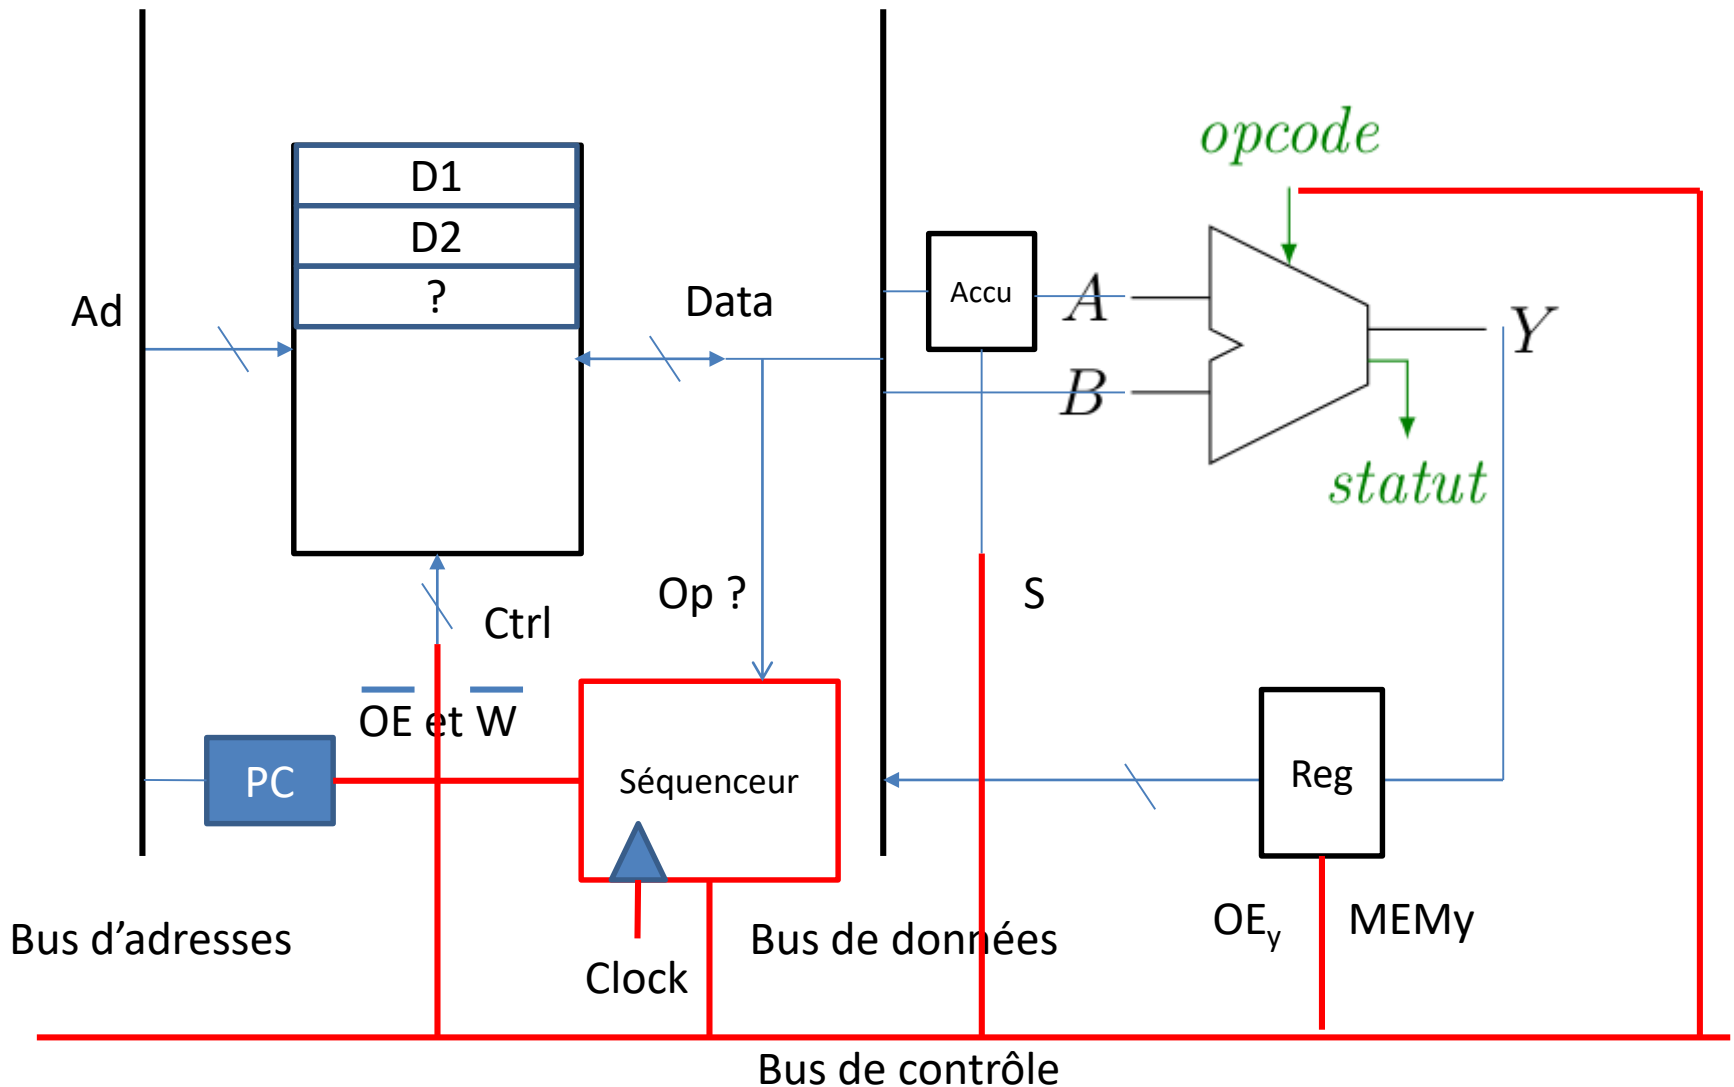 opcode
D1
D2
?
Ad
Data
Accu
A
Y
B
statut
Op ?
S
Ctrl
OE et W
PC
Séquenceur
Reg
OEy
MEMy
Bus d’adresses
Bus de données
Clock
Bus de contrôle